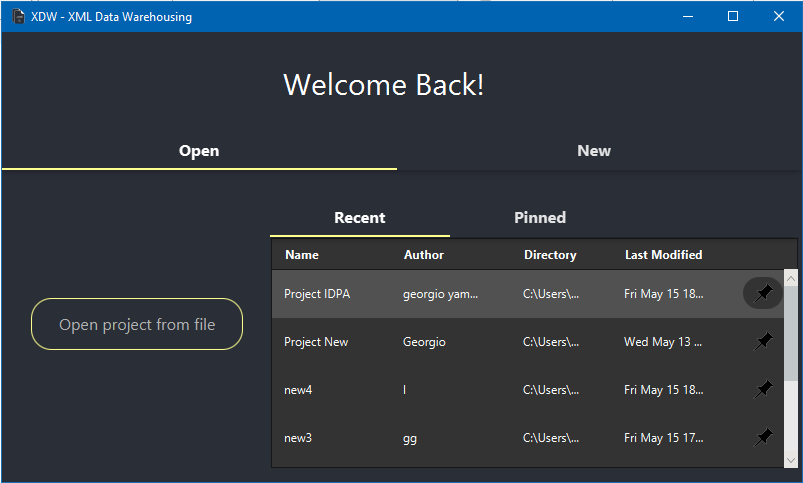 XDW - XML Data Warehousing
Welcome Back!
Open New
Recent Pinned
Name Author Directory Last Modified
Project IDPA georgio yam... C:\Users\... Fri May 15 18...
Open project from file
Project New Georgio C:\Users\... Wed May 13 ...
new4 l C:\Users\... Fri May 15 18...
new3 gg C:\Users\... Fri May 15 17...